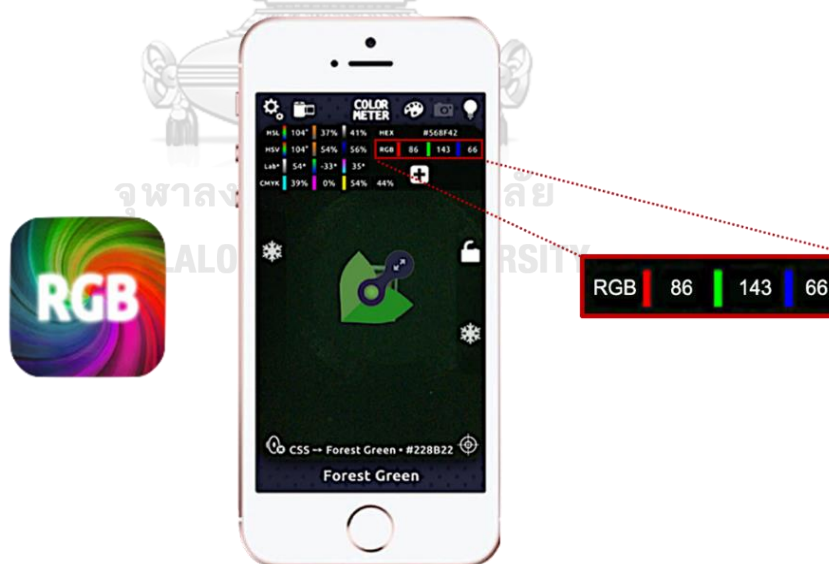 COLOR
METER
HSL 104° 37% 41% HEX #568F42
HSV 104° 54% 56% RGB 86 143 66
Lab* 54* -33* 35*
CMYK 39% 0% 54% 44%
จุฬาลง ลัย
LALO RSITY
RGB
RGB 86 143 66
CSS → Forest Green • #228B22
Forest Green